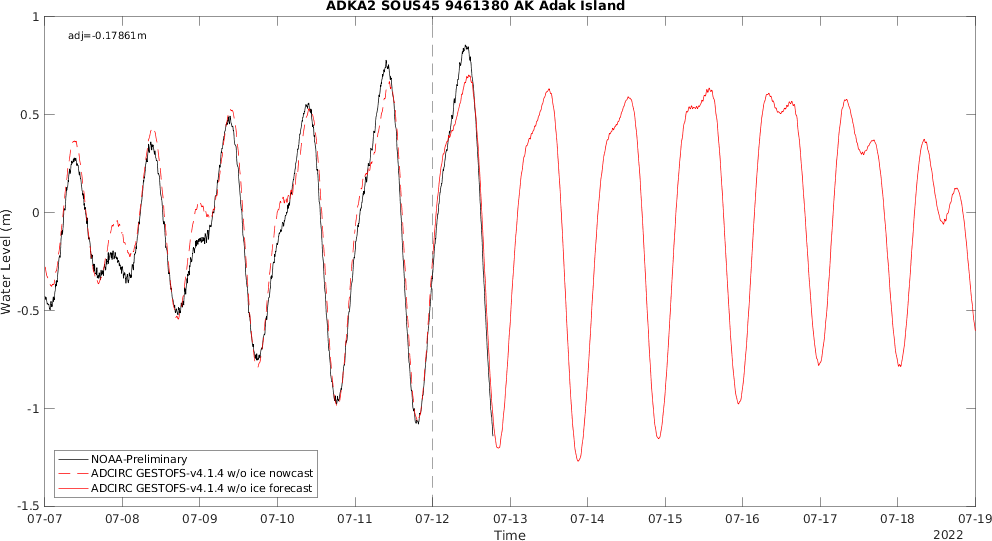 ADKA2 SOUS45 9461380 AK Adak Island
adj=-0.17861m
Water Level (m)
1
0.5
0
-0.5
-1
-1.5
NOAA-Preliminary
ADCIRC GESTOFS-v4.1.4 w/o ice nowcast
ADCIRC GESTOFS-v4.1.4 w/o ice forecast
07-07 07-08 07-09 07-10 07-11 07-12 07-13 07-14 07-15 07-16 07-17 07-18 07-19
Time
2022